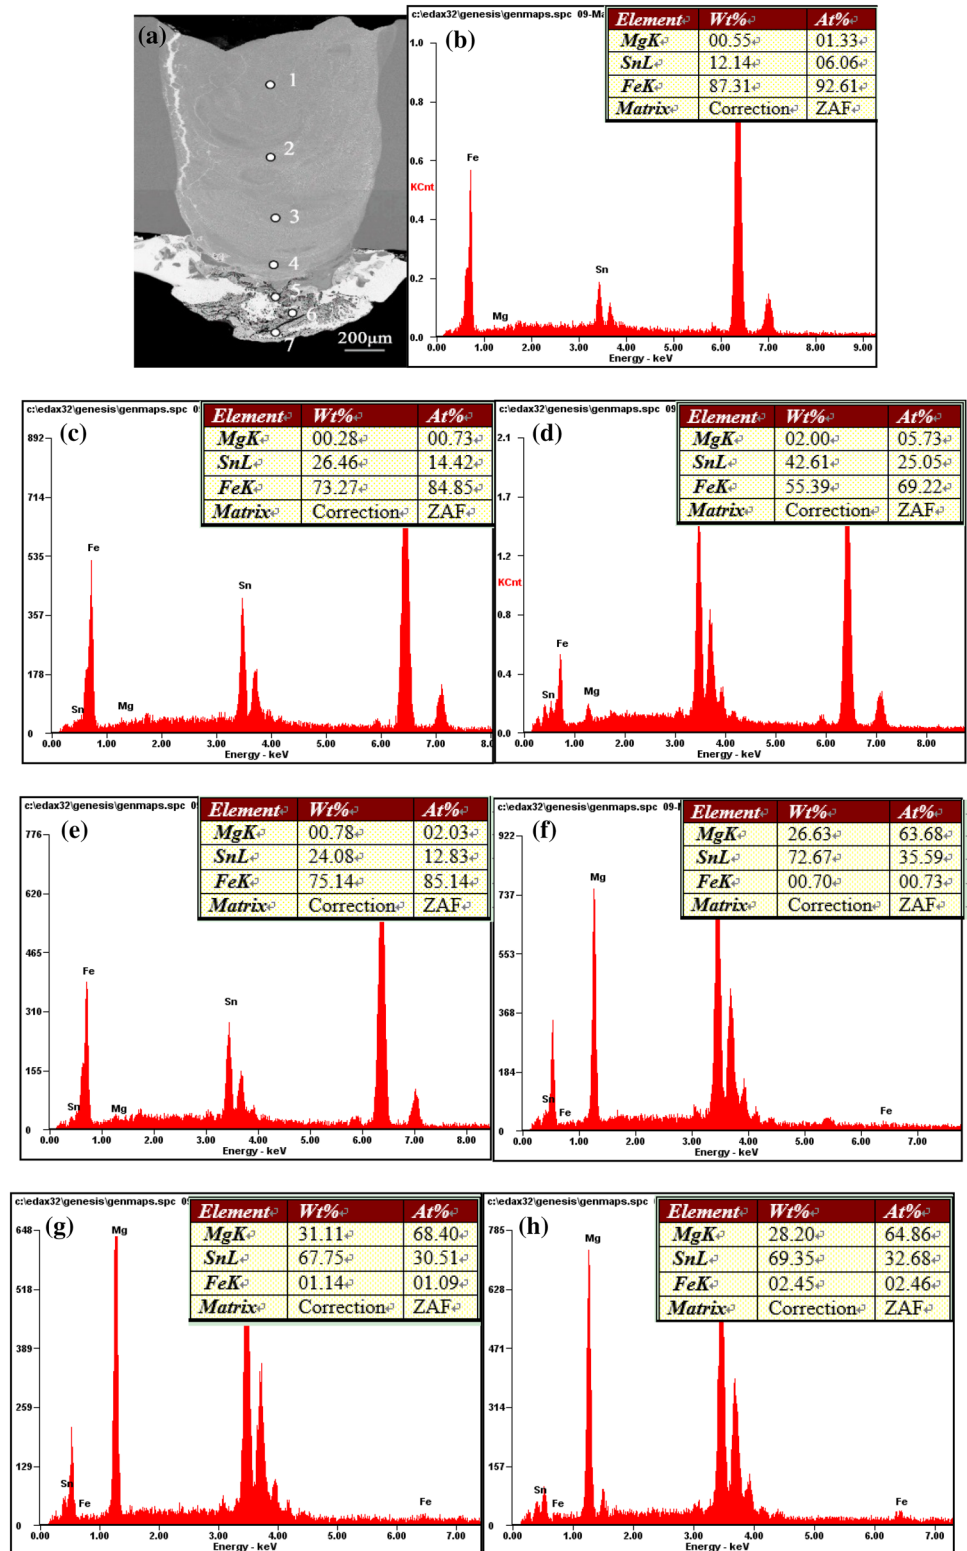 (a)
1
2
3
4
5
6
7
200μm
c:\edax32\genesis\genmaps.spc 09-Ma
(b)
Element Wt% At%
MgK 00.55 01.33
SnL 12.14 06.06
FeK 87.31 92.61
Matrix Correction ZAF
1.0
0.8
0.6
KCnt
0.4
0.2
0.0
Fe
Mg
Sn
0.00 1.00 2.00 3.00 4.00 5.00 6.00 7.00 8.00 9.00
Energy - keV
c:\edax32\genesis\genmaps.spc 09
(c)
Element Wt% At%
MgK 00.28 00.73
SnL 26.46 14.42
FeK 73.27 84.85
Matrix Correction ZAF
892
714
535
357
178
0
Fe
Sn
Mg
Sn
0.00 1.00 2.00 3.00 4.00 5.00 6.00 7.00 8.0
Energy - keV
c:\edax32\genesis\genmaps.spc 09
(d)
Element Wt% At%
MgK 02.00 05.73
SnL 42.61 25.05
FeK 55.39 69.22
Matrix Correction ZAF
2.1
1.7
1.2
KCnt
0.8
0.4
0.0
Fe
Sn
Mg
0.00 1.00 2.00 3.00 4.00 5.00 6.00 7.00 8.00
Energy - keV
c:\edax32\genesis\genmaps.spc 09
(e)
Element Wt% At%
MgK 00.78 02.03
SnL 24.08 12.83
FeK 75.14 85.14
Matrix Correction ZAF
776
620
465
310
155
0
Fe
Sn
Mg
Sn
0.00 1.00 2.00 3.00 4.00 5.00 6.00 7.00 8.00
Energy - keV
c:\edax32\genesis\genmaps.spc 09-
(f)
Element Wt% At%
MgK 26.63 63.68
SnL 72.67 35.59
FeK 00.70 00.73
Matrix Correction ZAF
922
737
553
368
184
0
Mg
Sn
Fe
Fe
0.00 1.00 2.00 3.00 4.00 5.00 6.00 7.00
Energy - keV
c:\edax32\genesis\genmaps.spc 09
(g)
Element Wt% At%
MgK 31.11 68.40
SnL 67.75 30.51
FeK 01.14 01.09
Matrix Correction ZAF
648
518
389
259
129
0
Mg
Sn
Fe
Fe
0.00 1.00 2.00 3.00 4.00 5.00 6.00 7.00
Energy - keV
c:\edax32\genesis\genmaps.spc
(h)
Element Wt% At%
MgK 28.20 64.86
SnL 69.35 32.68
FeK 02.45 02.46
Matrix Correction ZAF
785
628
471
314
157
0
Mg
Sn
Fe
Fe
0.00 1.00 2.00 3.00 4.00 5.00 6.00 7.00
Energy - keV